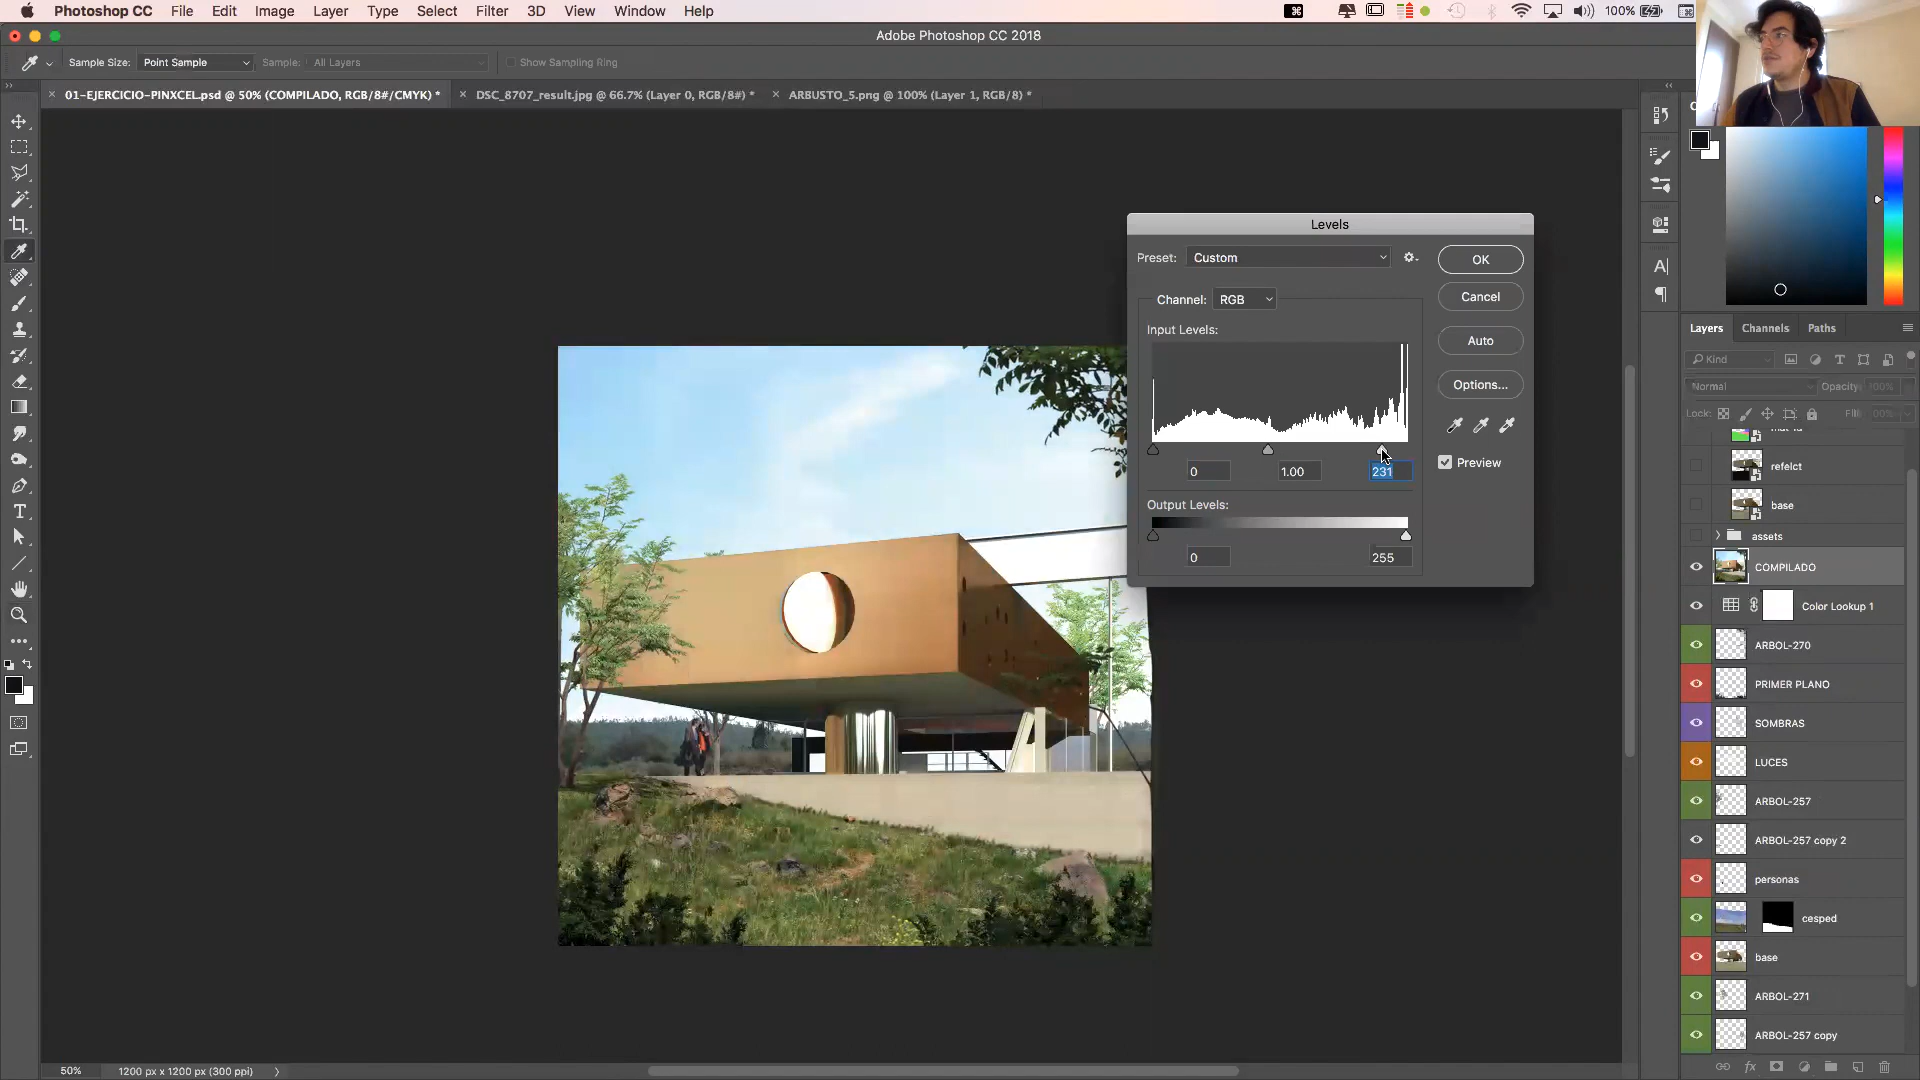 Photoshop CC File Edit Image Layer Type Select Filter 3D View Window Help 100%
Adobe Photoshop CC 2018
Sample Size: Point Sample Sample: All Layers Show Sampling Ring
01-EJERCICIO-PINXCEL.psd @ 50% (COMPILADO, RGB/8#/CMYK) * DSC_8707_result.jpg @ 66.7% (Layer 0, RGB/8#) * ARBUSTO_5.png @ 100% (Layer 1, RGB/8) *
Levels
Preset: Custom
OK
Channel: RGB
Cancel
Input Levels:
Auto
Options...
0 1.00 231
Preview
Output Levels:
0 255
Layers Channels Paths
Kind
Normal Opacity: 100%
Lock: Fill:
refelct
base
assets
COMPILADO
Color Lookup 1
ARBOL-270
PRIMER PLANO
SOMBRAS
LUCES
ARBOL-257
ARBOL-257 copy 2
personas
cesped
base
ARBOL-271
ARBOL-257 copy
50% 1200 px x 1200 px (300 ppi)